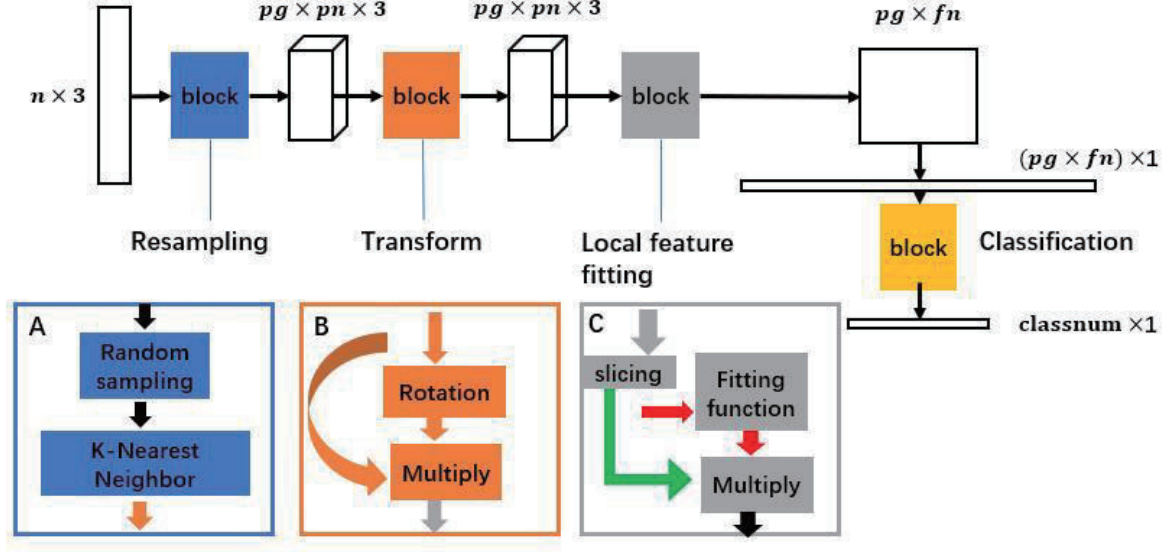 pg × pn × 3
pg × pn × 3
pg × fn
n × 3
block
block
block
(pg × fn) ×1
Resampling
Transform
Local feature
fitting
block
Classification
classnum ×1
A
Random
sampling
K-Nearest
Neighbor
B
Rotation
Multiply
C
slicing
Fitting
function
Multiply